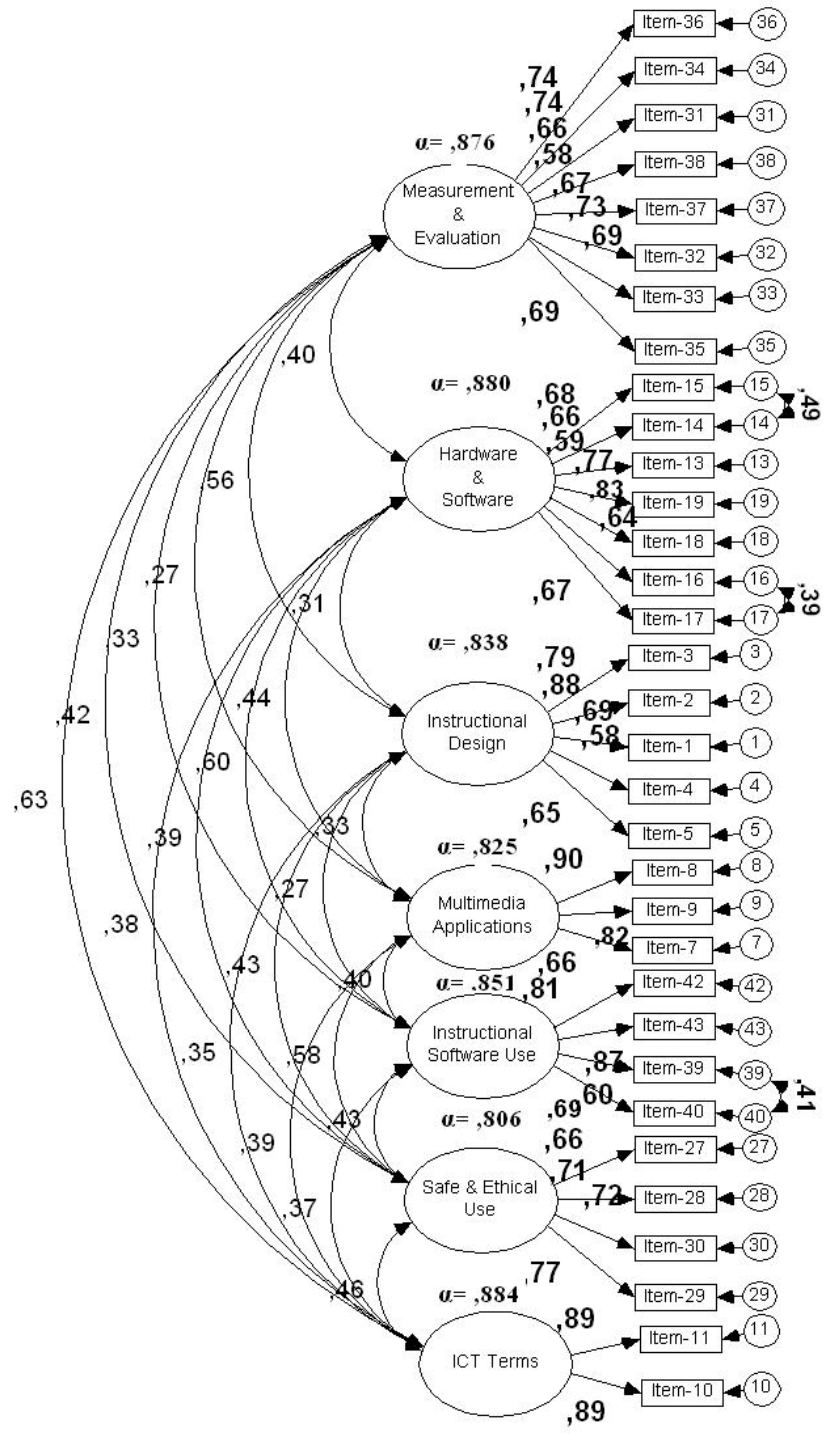 Item-36 36
,74
Item-34 34
,74
Item-31 31
,66
α= ,876
,58
Item-38 38
Measurement
&
Evaluation
,67
Item-37 37
,73
,69
Item-32 32
Item-33 33
,69
Item-35 35
,40
α= ,880
,68
Item-15 15
,49
,66
Item-14 14
,59
Hardware
&
Software
,77
Item-13 13
,56
,83
Item-19 19
,64
Item-18 18
,27
Item-16 16
,39
,31
,67
Item-17 17
,33
α= ,838
,79
Item-3 3
,88
,44
Item-2 2
,42
,69
Instructional
Design
,58
Item-1 1
,60
Item-4 4
,63
,65
Item-5 5
,33
,39
α= ,825
,90
Item-8 8
,27
Multimedia
Applications
Item-9 9
,38
,82
Item-7 7
,43
,66
,40
α= ,851
,81
Item-42 42
Instructional
Software Use
Item-43 43
,35
,58
,87
Item-39 39
,41
,60
,69
Item-40 40
,43
α= ,806
,39
,66
Item-27 27
,71
Safe & Ethical
Use
,72
Item-28 28
,37
Item-30 30
,77
,46
α= ,884
Item-29 29
,89
Item-11 11
ICT Terms
Item-10 10
,89